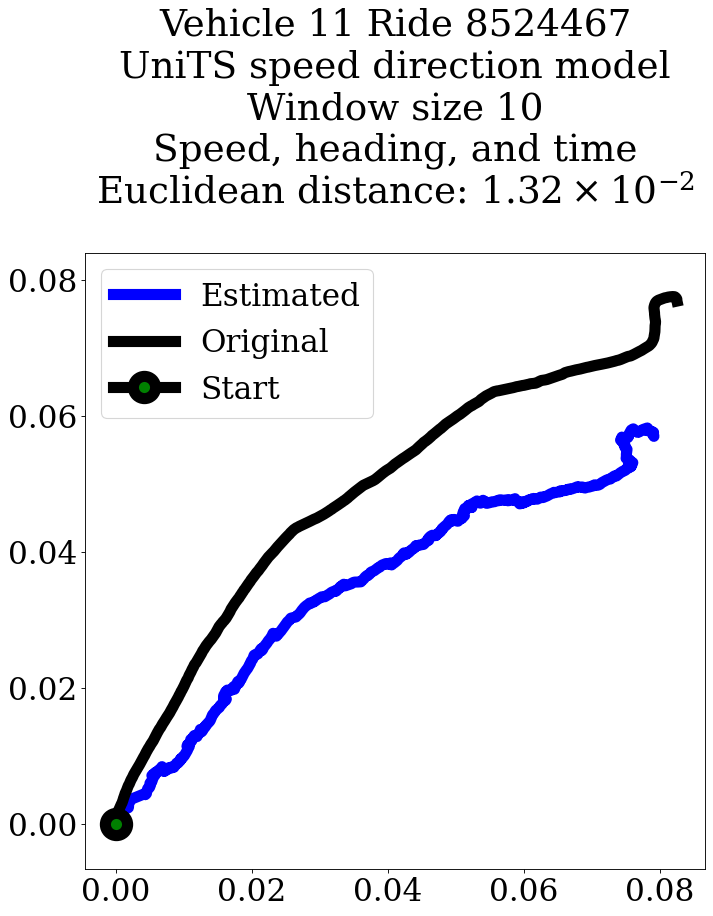 Vehicle 11 Ride 8524467
UniTS speed direction model
Window size 10
Speed, heading, and time
Euclidean distance: 1.32 × 10⁻²
Estimated
Original
Start
0.08
0.06
0.04
0.02
0.00
0.00 0.02 0.04 0.06 0.08